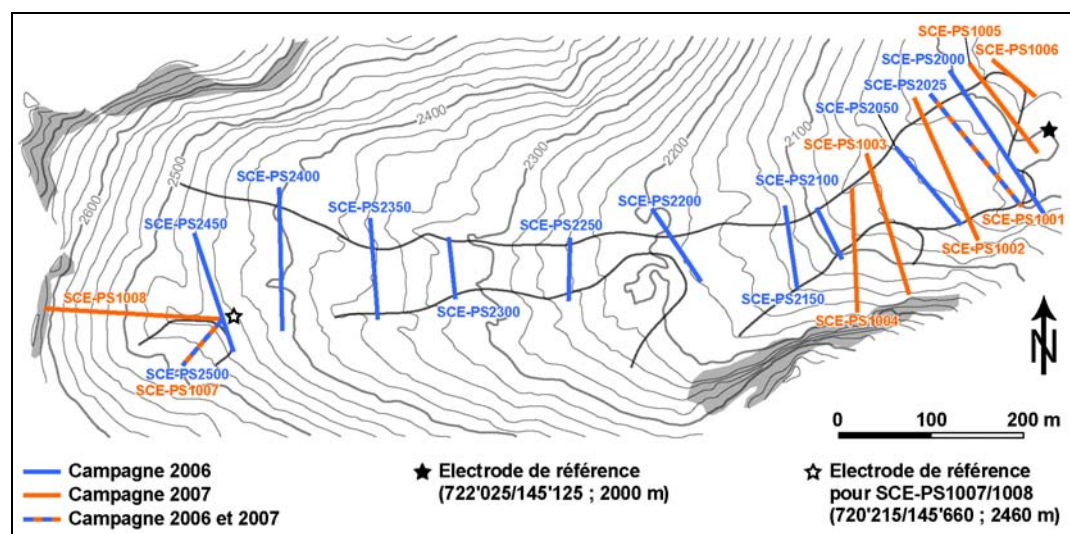 SCE-PS1005
SCE-PS1006
SCE-PS2000
SCE-PS2025
SCE-PS2050
2400
2300
2100
2200
2500
2600
SCE-PS1003
SCE-PS2400
SCE-PS2350
SCE-PS2450
SCE-PS2250
SCE-PS2200
SCE-PS2100
SCE-PS1001
SCE-PS1002
SCE-PS1008
SCE-PS2300
SCE-PS2150
SCE-PS1004
SCE-PS2500
SCE-PS1007
N
0 100 200 m
Campagne 2006
Campagne 2007
Campagne 2006 et 2007
Electrode de référence
(722'025/145'125 ; 2000 m)
Electrode de référence
pour SCE-PS1007/1008
(720'215/145'660 ; 2460 m)